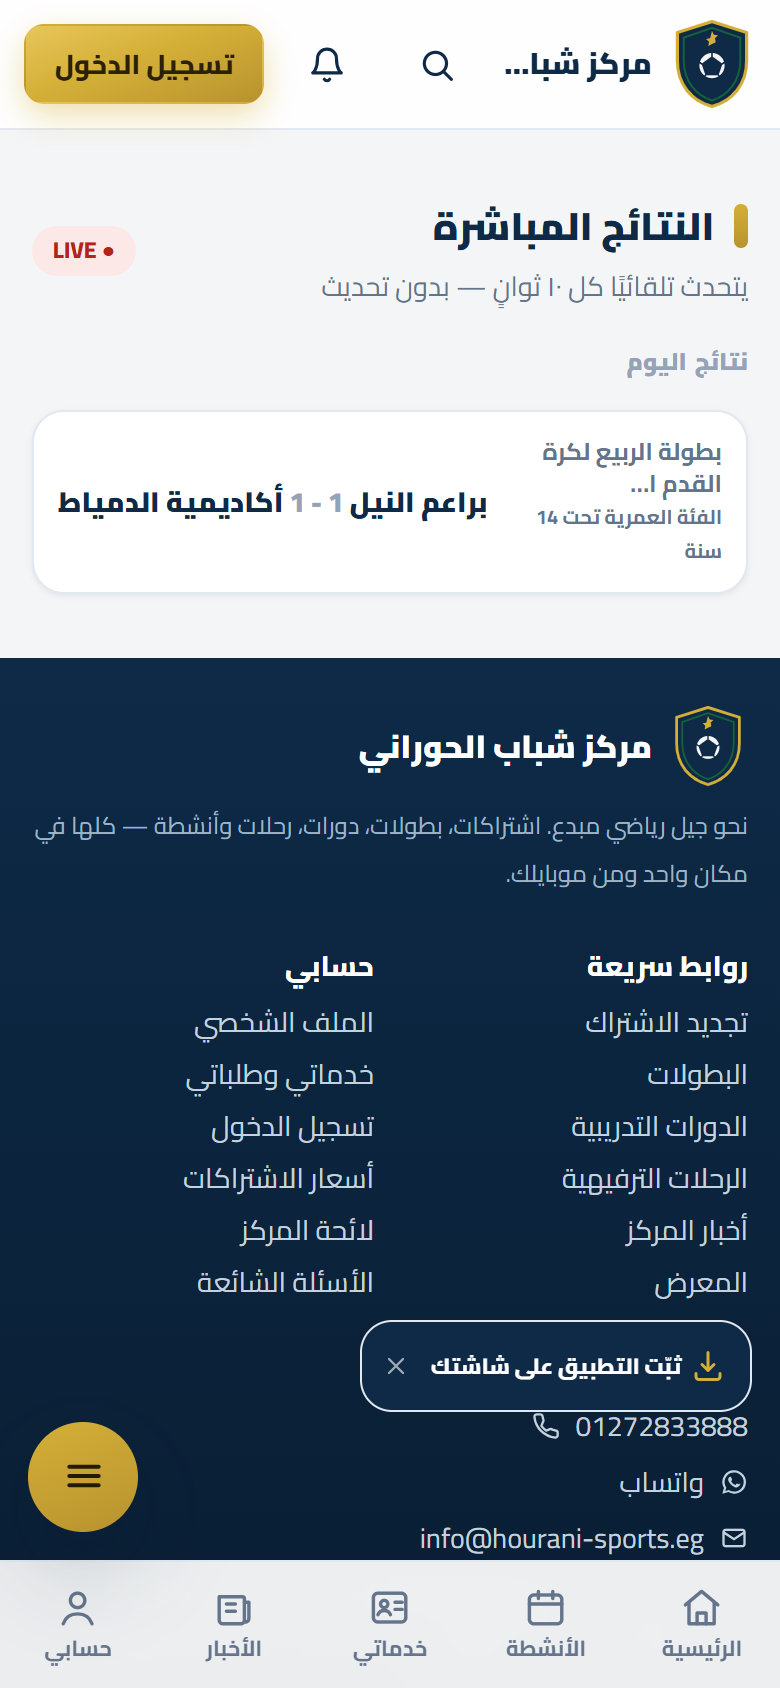 مركز شبا...
تسجيل الدخول
النتائج المباشرة
LIVE
يتحدث تلقائيًا كل ١٠ ثوانٍ — بدون تحديث
نتائج اليوم
بطولة الربيع لكرة
القدم ا...
الفئة العمرية تحت 14
سنة
براعم النيل 1 - 1 أكاديمية الدمياط
مركز شباب الحوراني
نحو جيل رياضي مبدع. اشتراكات، بطولات، دورات، رحلات وأنشطة — كلها في
مكان واحد ومن موبايلك.
روابط سريعة
تجديد الاشتراك
البطولات
الدورات التدريبية
الرحلات الترفيهية
أخبار المركز
المعرض
حسابي
الملف الشخصي
خدماتي وطلباتي
تسجيل الدخول
أسعار الاشتراكات
لائحة المركز
الأسئلة الشائعة
ثبّت التطبيق على شاشتك
01272833888
واتساب
info@hourani-sports.eg
الرئيسية
الأنشطة
خدماتي
الأخبار
حسابي